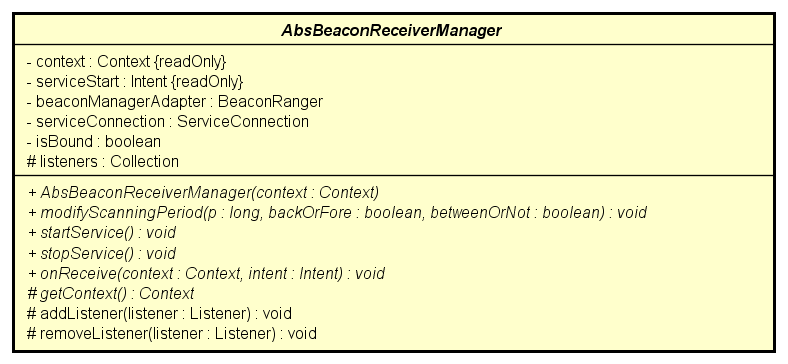 AbsBeaconReceiverManager
- context : Context {readOnly}
- serviceStart : Intent {readOnly}
- beaconManagerAdapter : BeaconRanger
- serviceConnection : ServiceConnection
- isBound : boolean
# listeners : Collection
+ AbsBeaconReceiverManager(context : Context)
+ modifyScanningPeriod(p : long, backOrFore : boolean, betweenOrNot : boolean) : void
+ startService() : void
+ stopService() : void
+ onReceive(context : Context, intent : Intent) : void
# getContext() : Context
# addListener(listener : Listener) : void
# removeListener(listener : Listener) : void